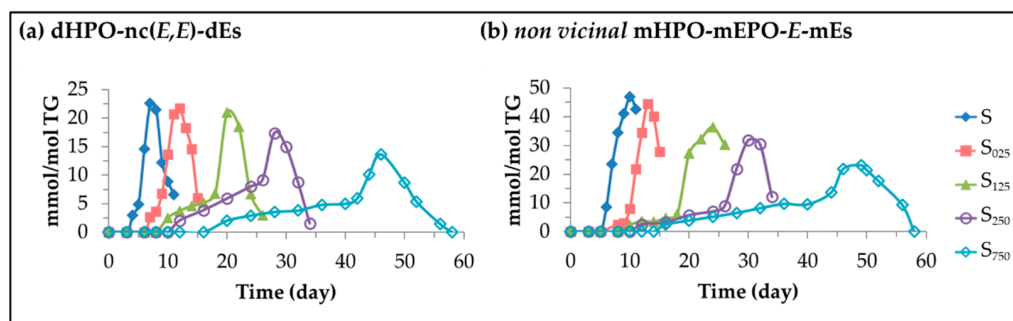 (a) dHPO-nc(E,E)-dEs
(b) non vicinal mHPO-mEPO-E-mEs
mmol/mol TG
25
20
15
10
5
0
0 10 20 30 40 50 60
Time (day)
mmol/mol TG
50
40
30
20
10
0
0 10 20 30 40 50 60
Time (day)
S
S025
S125
S250
S750